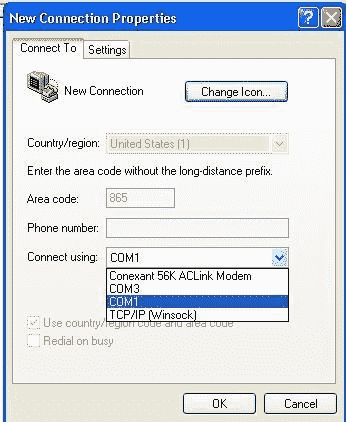 New Connection Properties
Connect To Settings
New Connection Change Icon...
Country/region: United States (1)
Enter the area code without the long-distance prefix.
Area code: 865
Phone number:
Connect using: COM1
Conexant 56K ACLink Modem
COM3
COM1
TCP/IP (Winsock)
Use country/region code and area code
Redial on busy
OK Cancel